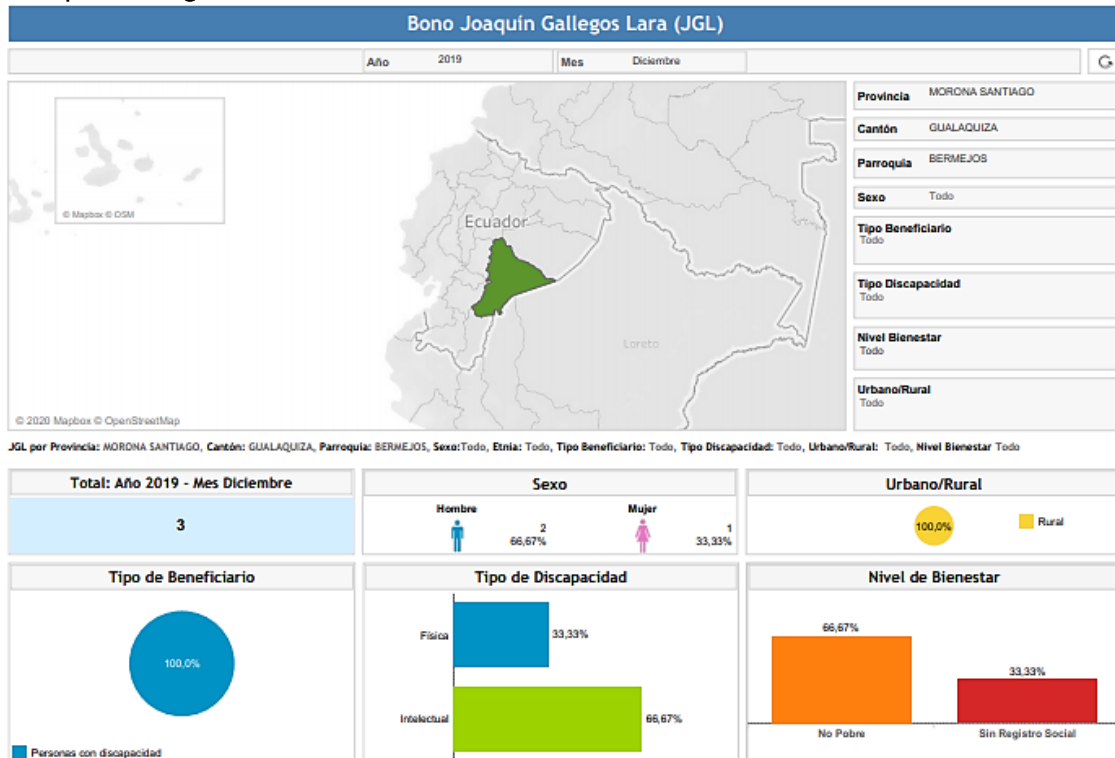 Bono Joaquín Gallegos Lara (JGL)
Año 2019 Mes Diciembre
Provincia MORONA SANTIAGO
Cantón GUALAQUIZA
Parroquia BERMEJOS
Sexo Todo
Tipo Beneficiario
Todo
Tipo Discapacidad
Todo
Nivel Bienestar
Todo
Urbano/Rural
Todo
© Mapbox © OSM
Ecuador
Loreto
© 2020 Mapbox © OpenStreetMap
JGL por Provincia: MORONA SANTIAGO, Cantón: GUALAQUIZA, Parroquia: BERMEJOS, Sexo:Todo, Etnia: Todo, Tipo Beneficiario: Todo, Tipo Discapacidad: Todo, Urbano/Rural: Todo, Nivel Bienestar Todo
Total: Año 2019 - Mes Diciembre
3
Sexo
Hombre
2
66,67%
Mujer
1
33,33%
Urbano/Rural
100,0%
Rural
Tipo de Beneficiario
100,0%
Personas con discapacidad
Tipo de Discapacidad
Física 33,33%
Intelectual 66,67%
Nivel de Bienestar
66,67%
33,33%
No Pobre
Sin Registro Social